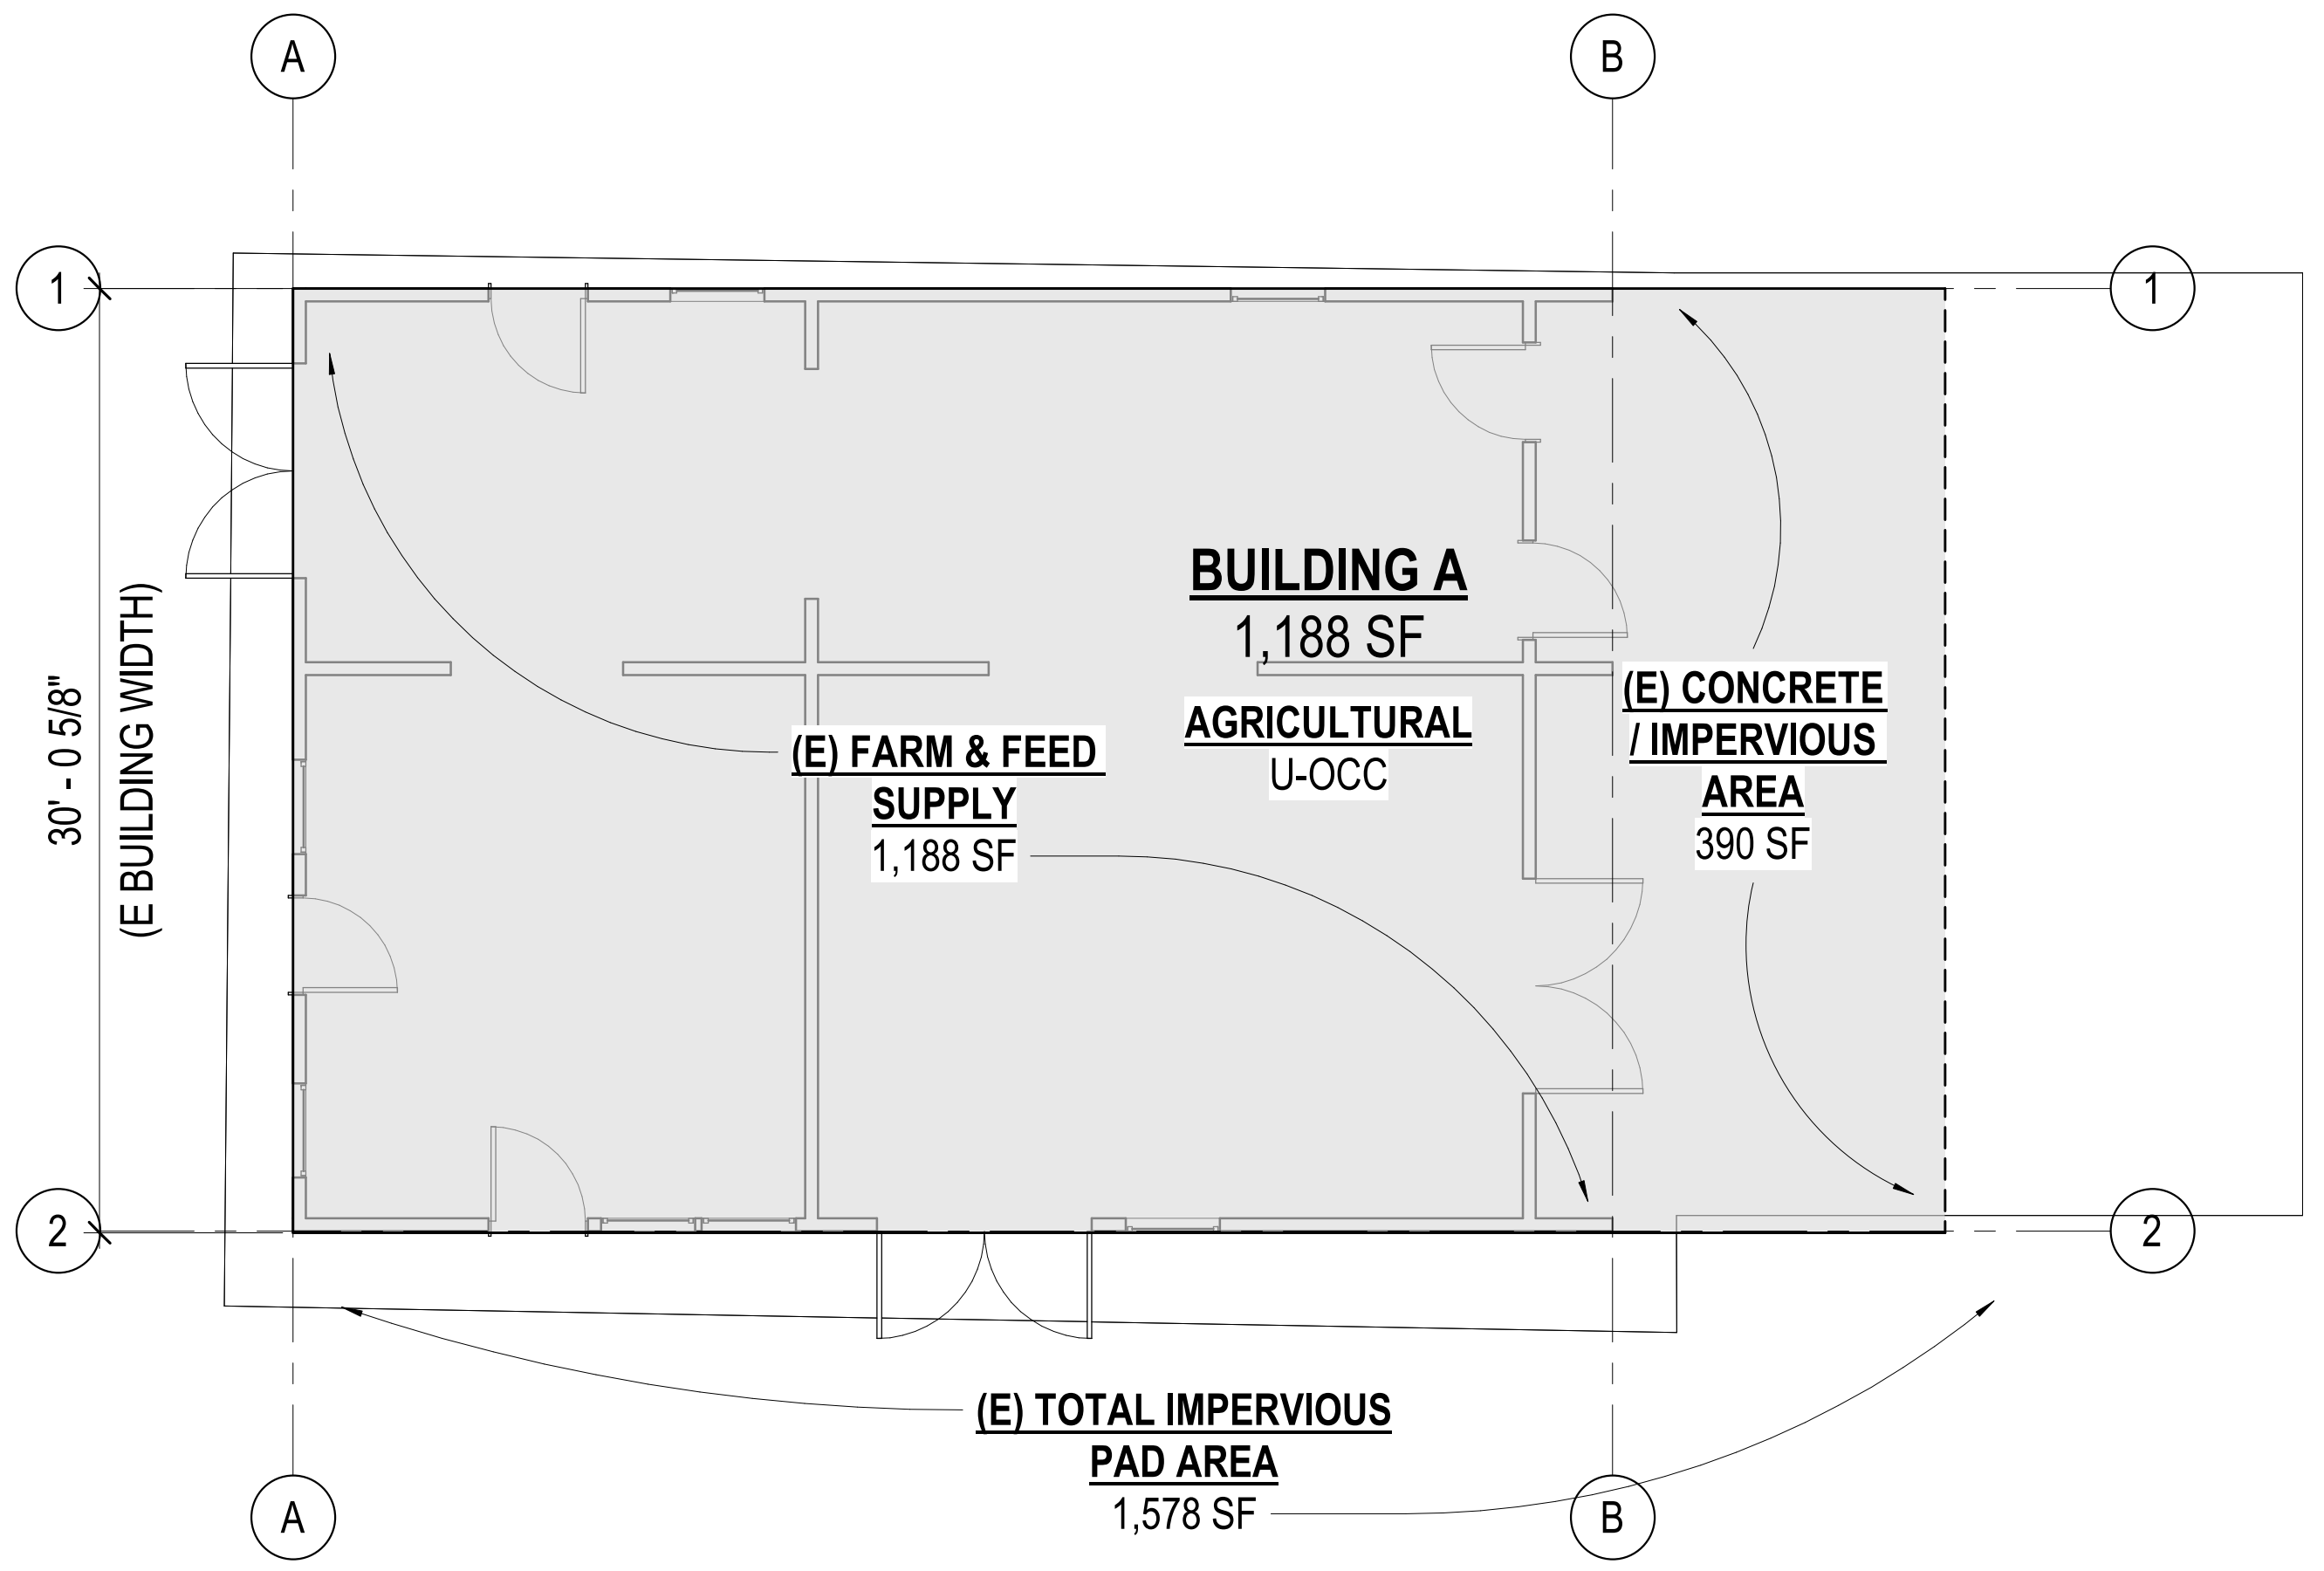 A
B
1
1
30' - 0 5/8"
(E BUILDING WIDTH)
BUILDING A
1,188 SF
AGRICULTURAL
U-OCC
(E) FARM & FEED
SUPPLY
1,188 SF
(E) CONCRETE
/ IMPERVIOUS
AREA
390 SF
2
2
(E) TOTAL IMPERVIOUS
PAD AREA
1,578 SF
A
B